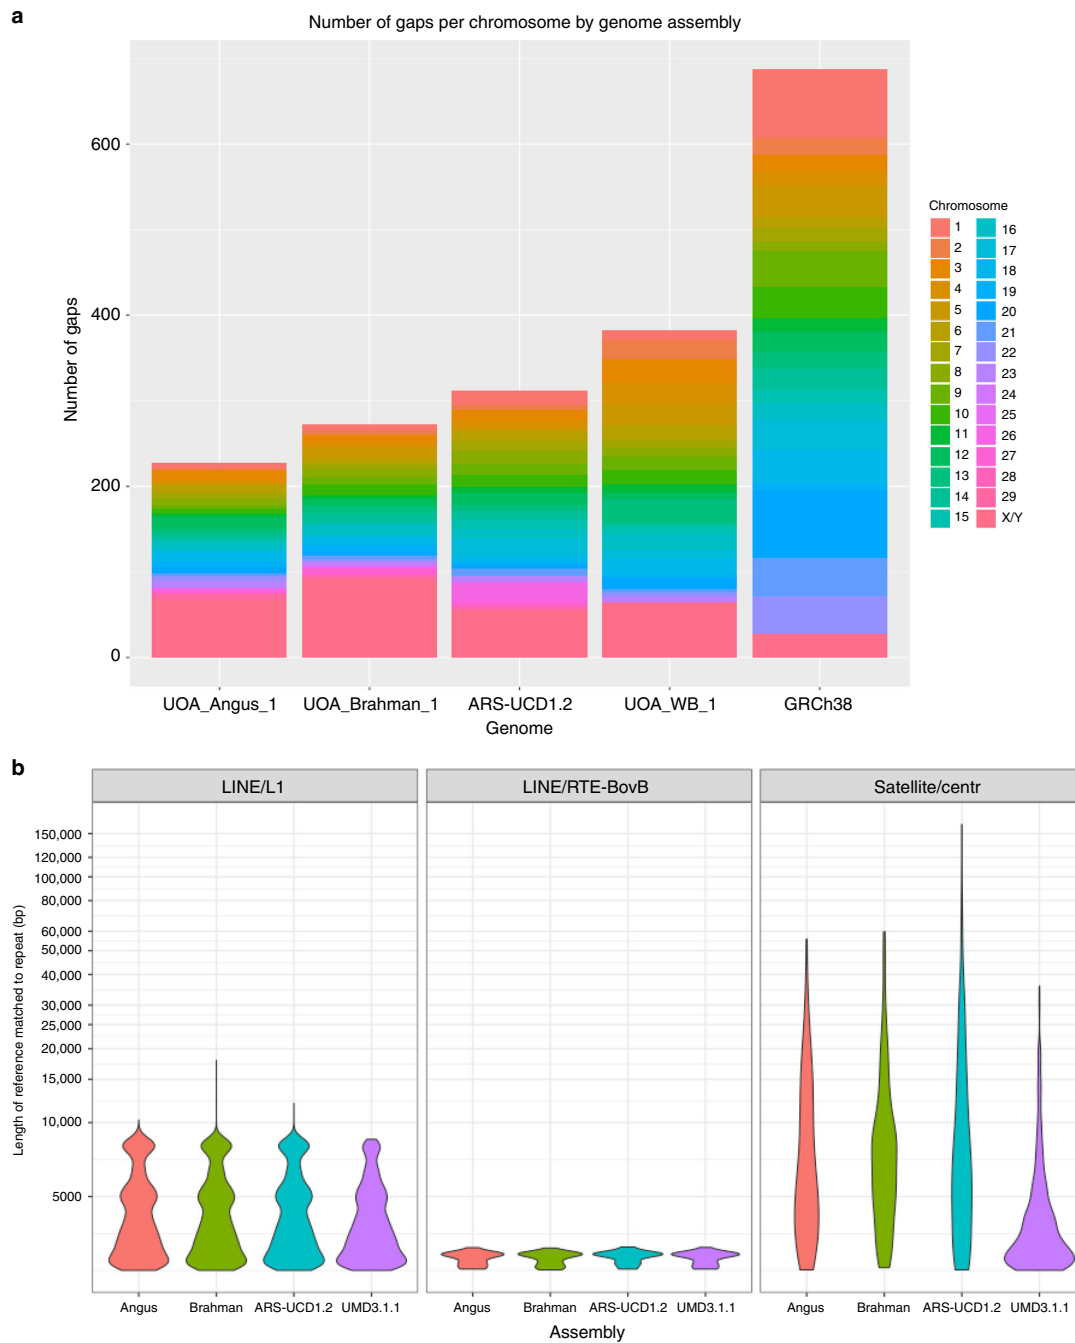 a
Number of gaps per chromosome by genome assembly
Number of gaps
600
400
200
0
UOA_Angus_1 UOA_Brahman_1 ARS-UCD1.2 UOA_WB_1 GRCh38
Genome
Chromosome
1 16
2 17
3 18
4 19
5 20
6 21
7 22
8 23
9 24
10 25
11 26
12 27
13 28
14 29
15 X/Y
b
LINE/L1 LINE/RTE-BovB Satellite/centr
Length of reference matched to repeat (bp)
150,000
120,000
100,000
80,000
60,000
50,000
40,000
30,000
25,000
20,000
15,000
10,000
5000
Angus Brahman ARS-UCD1.2 UMD3.1.1 Angus Brahman ARS-UCD1.2 UMD3.1.1 Angus Brahman ARS-UCD1.2 UMD3.1.1
Assembly